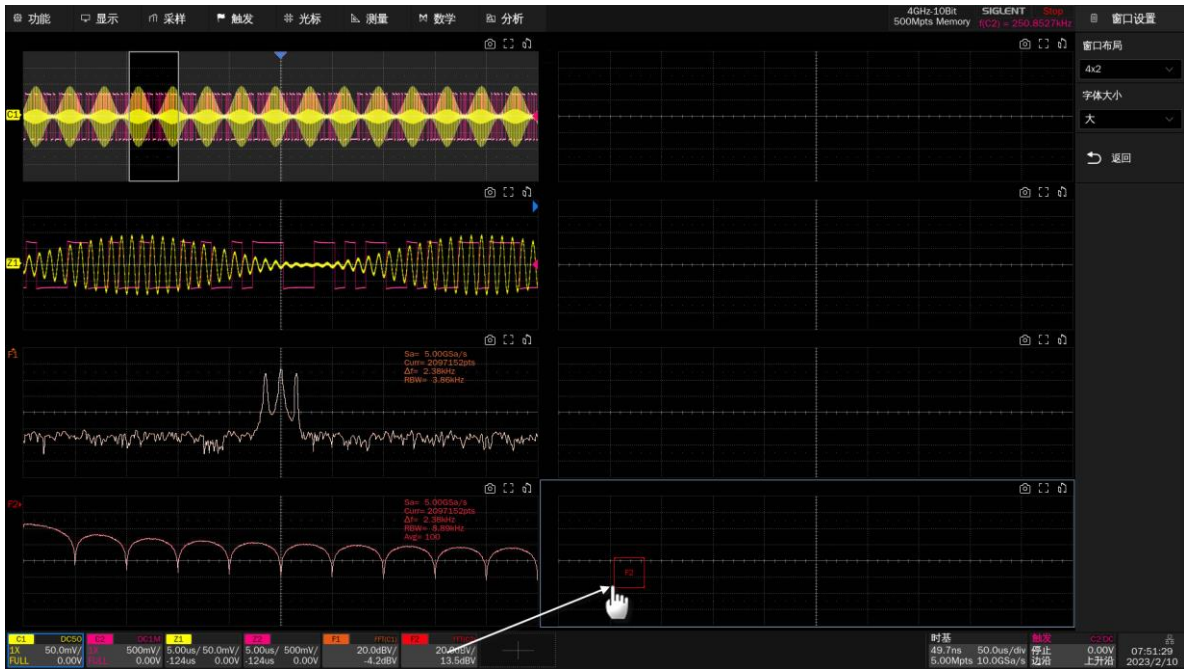 功能
显示
采样
触发
光标
测量
数学
分析
4GHz-10Bit
500Mpts Memory
SIGLENT
Stop
f(C2) = 250.8527kHz
窗口设置
窗口布局
4x2
字体大小
大
返回
C1
Z1
F1
Sa= 5.00GSa/s
Curr= 2097152pts
Δf= 2.38kHz
RBW= 3.86kHz
F2
Sa= 5.00GSa/s
Curr= 2097152pts
Δf= 2.38kHz
RBW= 8.89kHz
Avg= 100
F2
C1 DC50
1X 50.0mV/
FULL 0.00V
C2 DC1M
1X 500mV/
FULL 0.00V
Z1
5.00us/ 50.0mV/
-124us 0.00V
Z2
5.00us/ 500mV/
-124us 0.00V
F1 FFT(C1)
20.0dBV/
-4.2dBV
F2
20.0dBV/
13.5dBV
时基
49.7ns 50.0us/div
5.00Mpts 10.0GSa/s
触发 C2 DC
停止 0.00V
边沿 上升沿
07:51:29
2023/2/10